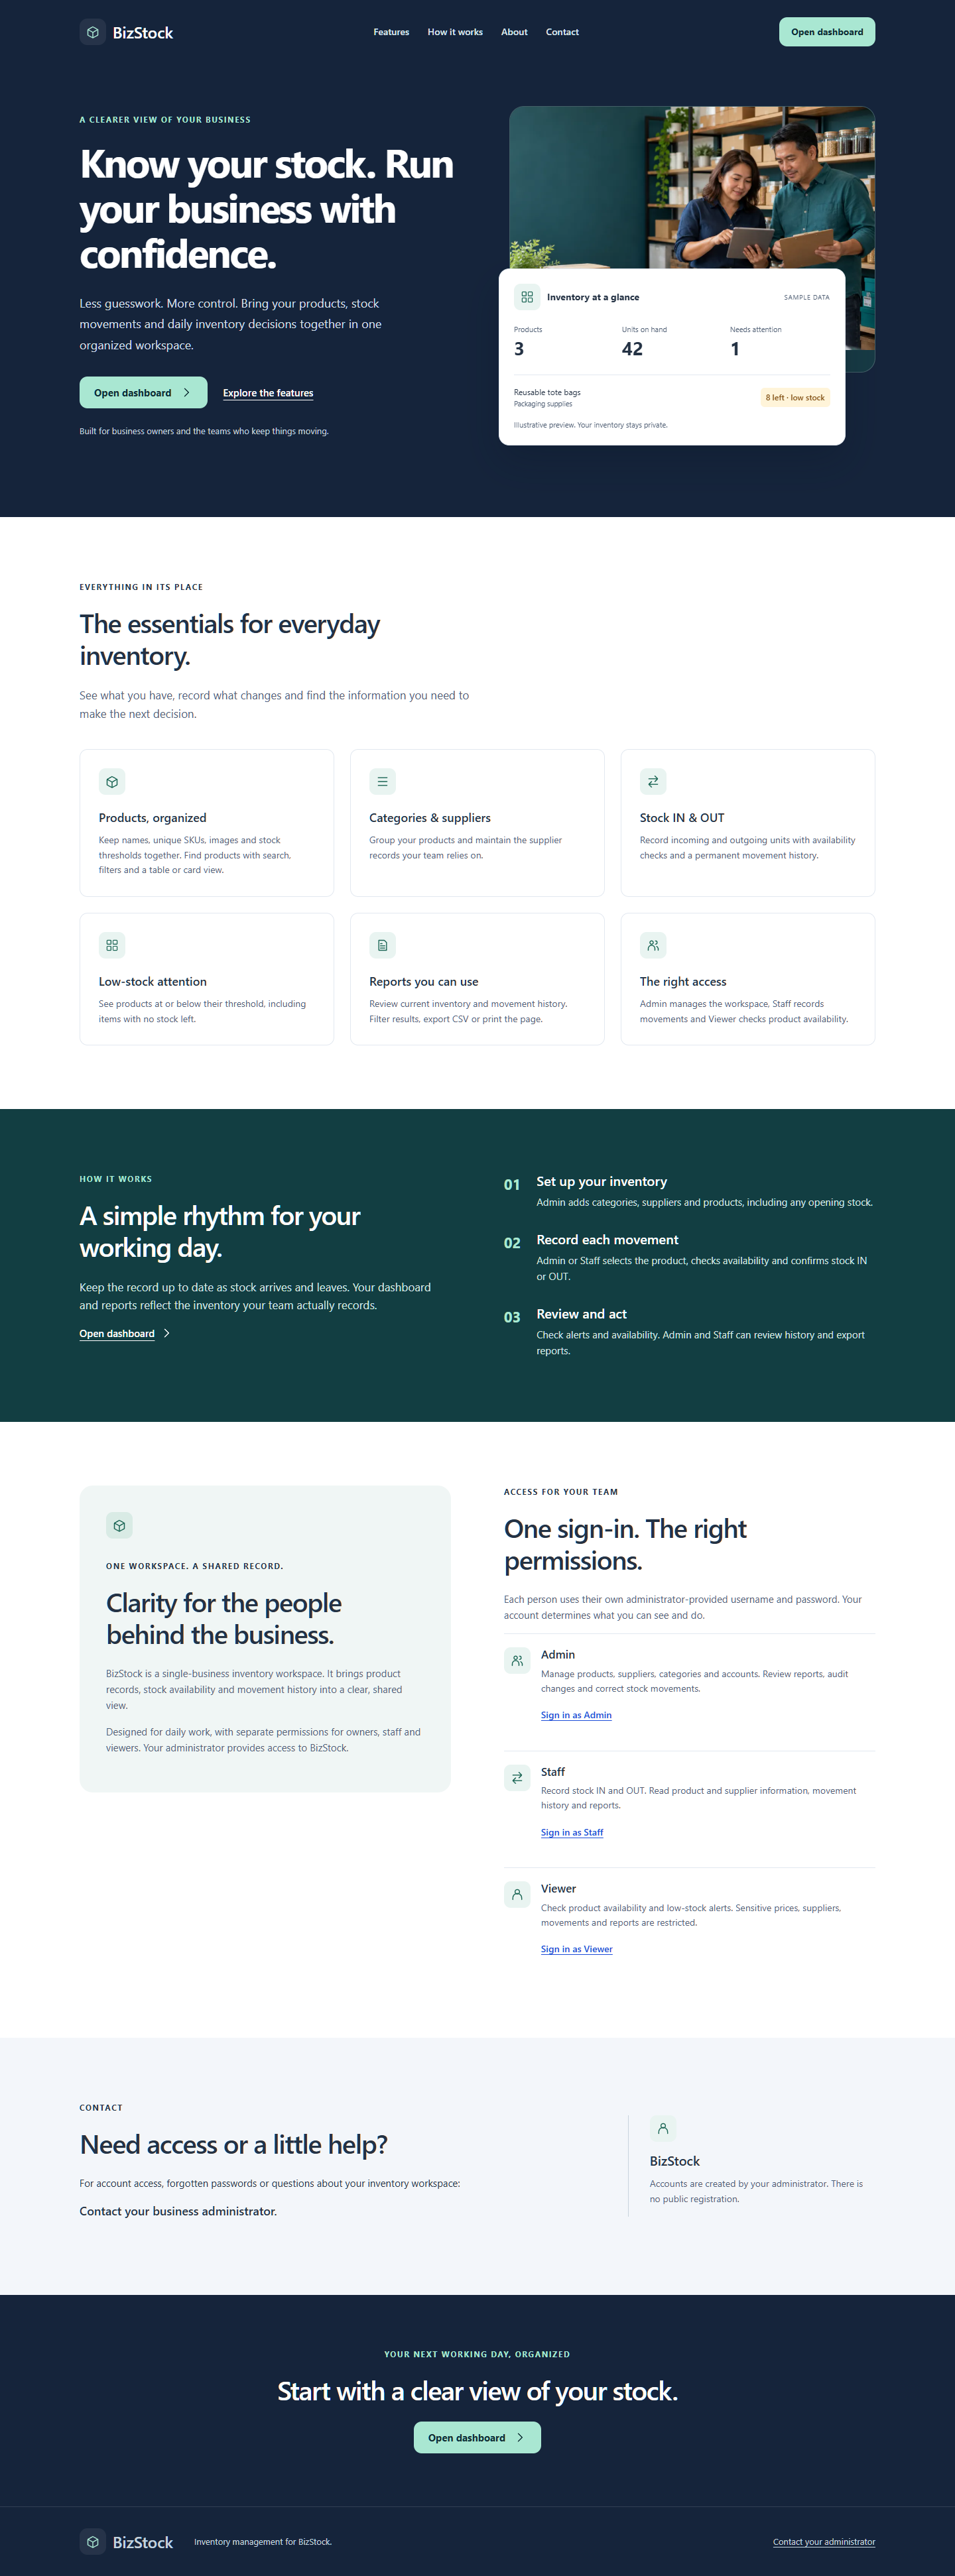 BizStock
Features
How it works
About
Contact
Open dashboard
A CLEARER VIEW OF YOUR BUSINESS
Know your stock. Run
your business with
confidence.
Less guesswork. More control. Bring your products, stock
movements and daily inventory decisions together in one
organized workspace.
Open dashboard
Explore the features
Built for business owners and the teams who keep things moving.
Inventory at a glance
SAMPLE DATA
Products
Units on hand
Needs attention
3
42
1
Reusable tote bags
Packaging supplies
8 left · low stock
Illustrative preview. Your inventory stays private.
EVERYTHING IN ITS PLACE
The essentials for everyday
inventory.
See what you have, record what changes and find the information you need to
make the next decision.
Products, organized
Keep names, unique SKUs, images and stock
thresholds together. Find products with search,
filters and a table or card view.
Categories & suppliers
Group your products and maintain the supplier
records your team relies on.
Stock IN & OUT
Record incoming and outgoing units with availability
checks and a permanent movement history.
Low-stock attention
See products at or below their threshold, including
items with no stock left.
Reports you can use
Review current inventory and movement history.
Filter results, export CSV or print the page.
The right access
Admin manages the workspace, Staff records
movements and Viewer checks product availability.
HOW IT WORKS
A simple rhythm for your
working day.
Keep the record up to date as stock arrives and leaves. Your dashboard
and reports reflect the inventory your team actually records.
Open dashboard
01
Set up your inventory
Admin adds categories, suppliers and products, including any opening stock.
02
Record each movement
Admin or Staff selects the product, checks availability and confirms stock IN
or OUT.
03
Review and act
Check alerts and availability. Admin and Staff can review history and export
reports.
ONE WORKSPACE. A SHARED RECORD.
Clarity for the people
behind the business.
BizStock is a single-business inventory workspace. It brings product
records, stock availability and movement history into a clear, shared
view.
Designed for daily work, with separate permissions for owners, staff and
viewers. Your administrator provides access to BizStock.
ACCESS FOR YOUR TEAM
One sign-in. The right
permissions.
Each person uses their own administrator-provided username and password. Your
account determines what you can see and do.
Admin
Manage products, suppliers, categories and accounts. Review reports, audit
changes and correct stock movements.
Sign in as Admin
Staff
Record stock IN and OUT. Read product and supplier information, movement
history and reports.
Sign in as Staff
Viewer
Check product availability and low-stock alerts. Sensitive prices, suppliers,
movements and reports are restricted.
Sign in as Viewer
CONTACT
Need access or a little help?
For account access, forgotten passwords or questions about your inventory workspace:
Contact your business administrator.
BizStock
Accounts are created by your administrator. There is
no public registration.
YOUR NEXT WORKING DAY, ORGANIZED
Start with a clear view of your stock.
Open dashboard
BizStock
Inventory management for BizStock.
Contact your administrator